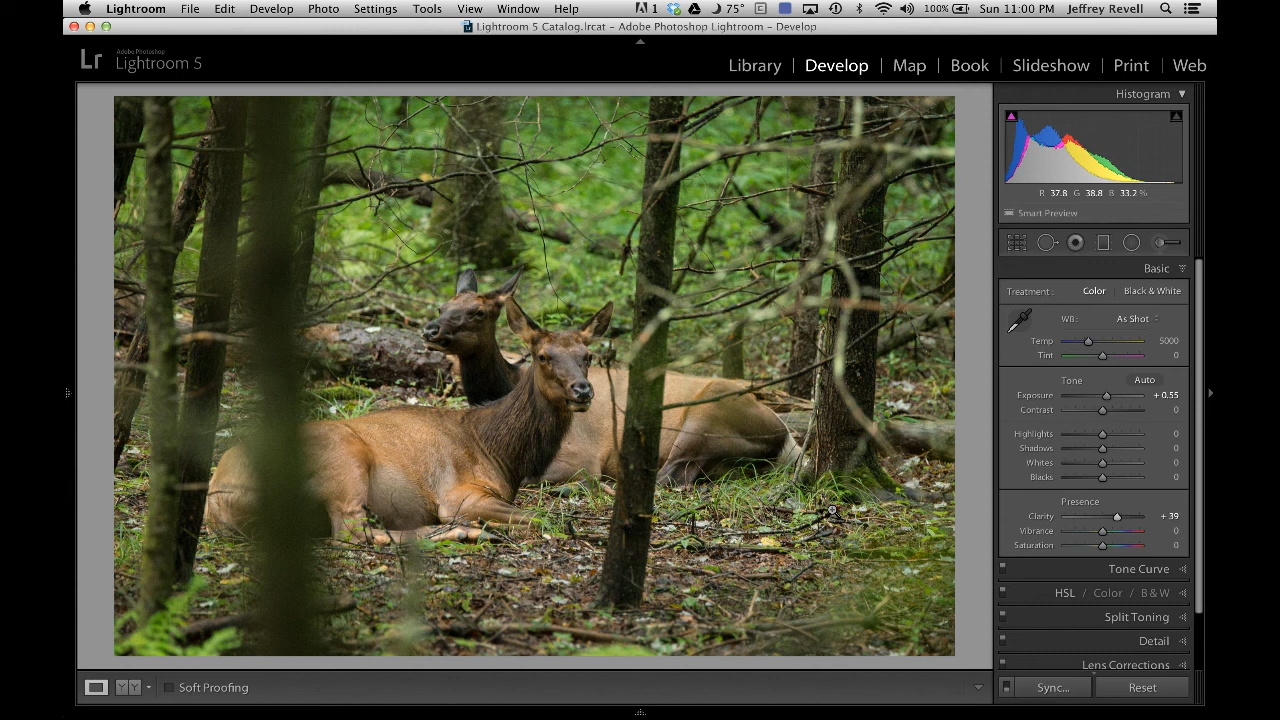 Lightroom File Edit Develop Photo Settings Tools View Window Help 1 75° 100% Sun 11:00 PM Jeffrey Revell
Lightroom 5 Catalog.lrcat - Adobe Photoshop Lightroom - Develop
Lr Adobe Photoshop
Lightroom 5
Library | Develop | Map | Book | Slideshow | Print | Web
Histogram
R 37.8 G 38.8 B 33.2 %
Smart Preview
Basic
Treatment : Color Black & White
WB: As Shot
Temp 5000
Tint 0
Tone Auto
Exposure + 0.55
Contrast 0
Highlights 0
Shadows 0
Whites 0
Blacks 0
Presence
Clarity + 39
Vibrance 0
Saturation 0
Tone Curve
HSL / Color / B & W
Split Toning
Detail
Lens Corrections
YY Soft Proofing
Sync... Reset